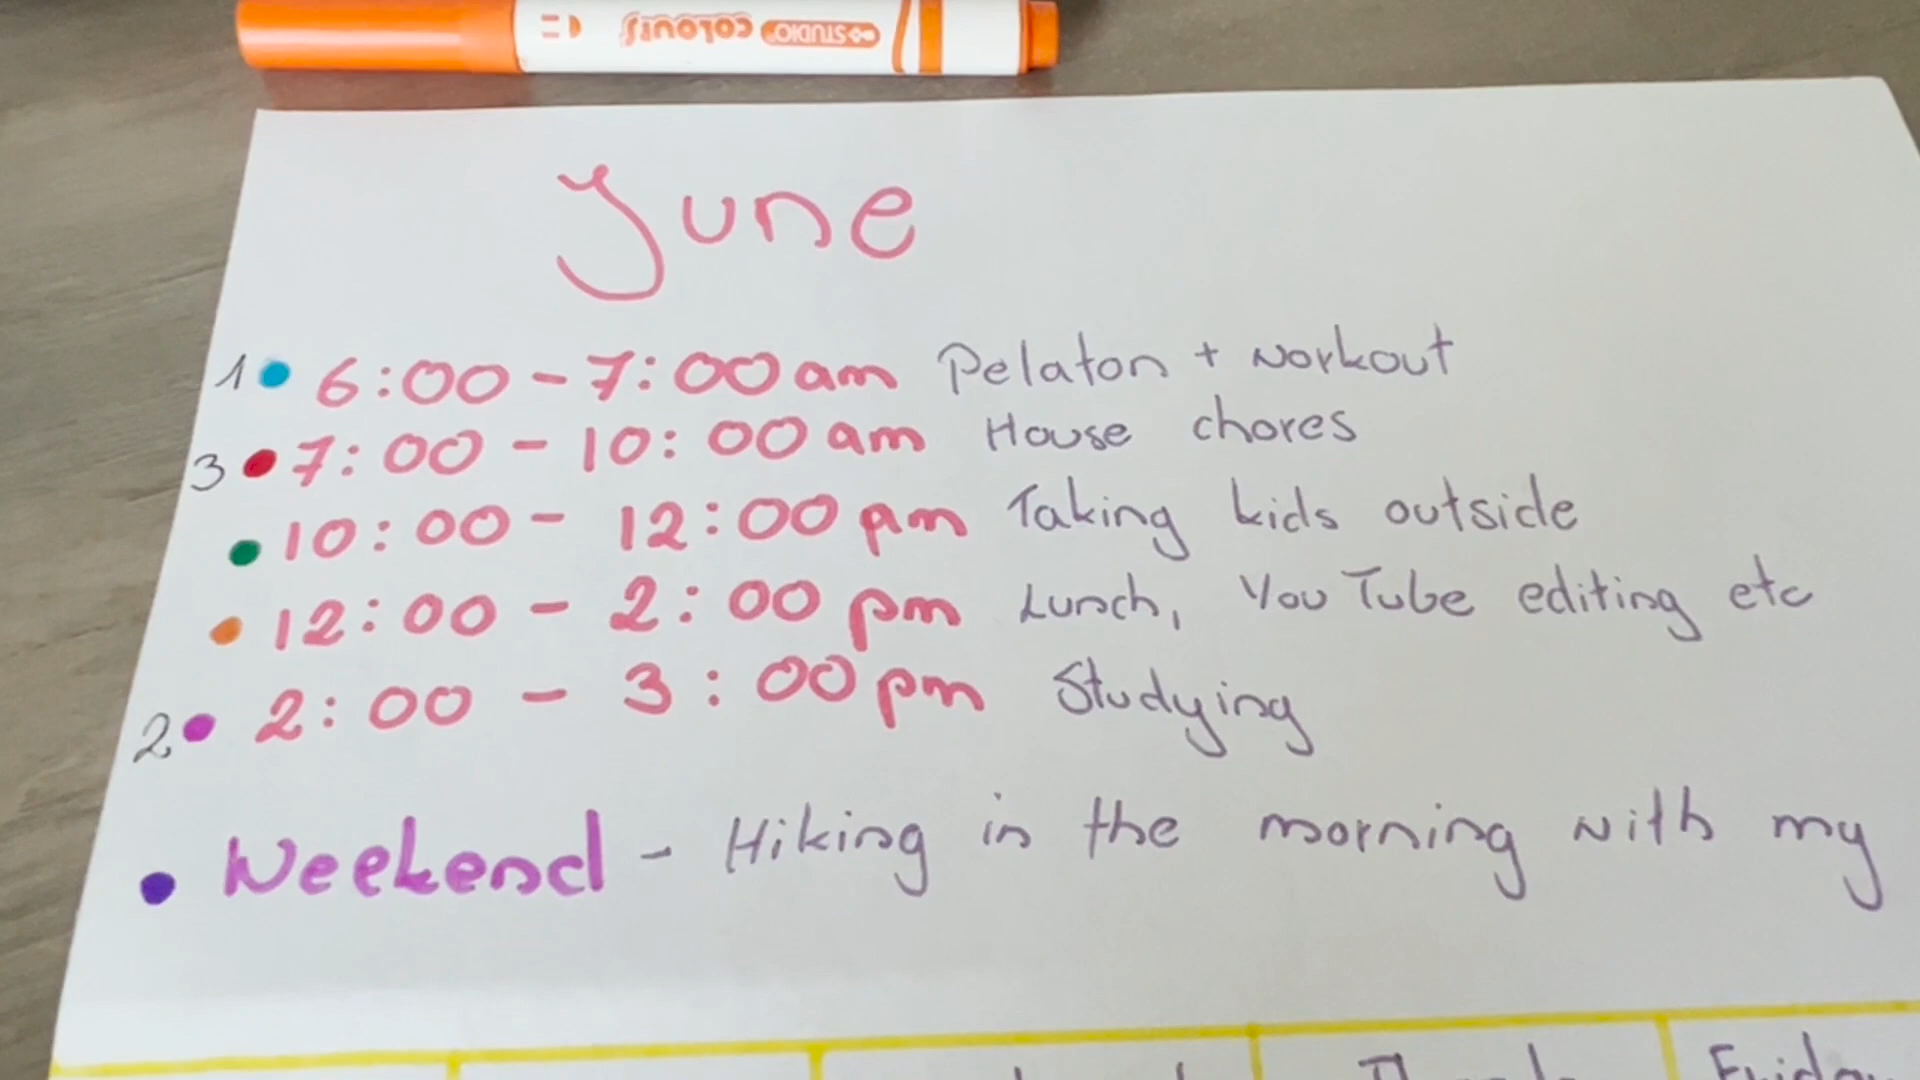 STUDIO COLOURS
June
1 • 6:00 - 7:00 am Pelaton + workout
3 • 7:00 - 10:00 am House chores
• 10:00 - 12:00 pm Taking kids outside
• 12:00 - 2:00 pm Lunch, YouTube editing etc
2 • 2:00 - 3:00 pm Studying
• Weekend - Hiking in the morning with my